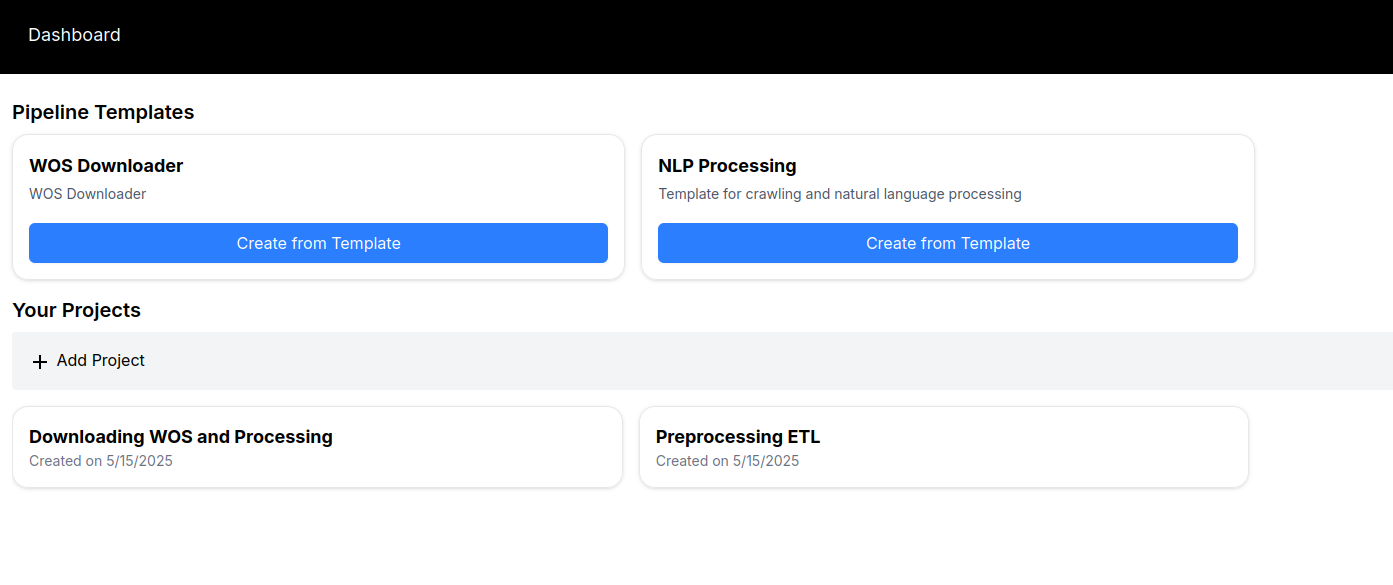 Dashboard
Pipeline Templates
WOS Downloader
WOS Downloader
Create from Template
NLP Processing
Template for crawling and natural language processing
Create from Template
Your Projects
Add Project
Downloading WOS and Processing
Created on 5/15/2025
Preprocessing ETL
Created on 5/15/2025